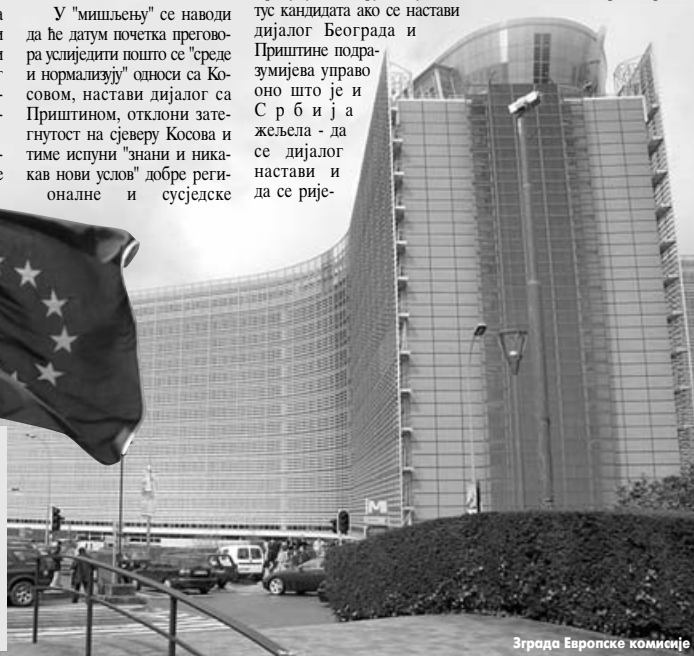 У "мишљењу" се наводи
да ће датум почетка прегово-
ра услиједити пошто се "среде
и нормализују" односи са Ко-
совом, настави дијалог са
Приштином, отклони зате-
гнутост на сјеверу Косова и
тиме испуни "знани и ника-
кав нови услов" добре реги-
оналне и сусједске
тус кандидата ако се настави
дијалог Београда и
Приштине подра-
зумијева управо
оно што је и
С р б и ј а
жељела - да
се дијалог
настави и
да се рије-
Зграда Европске комисије